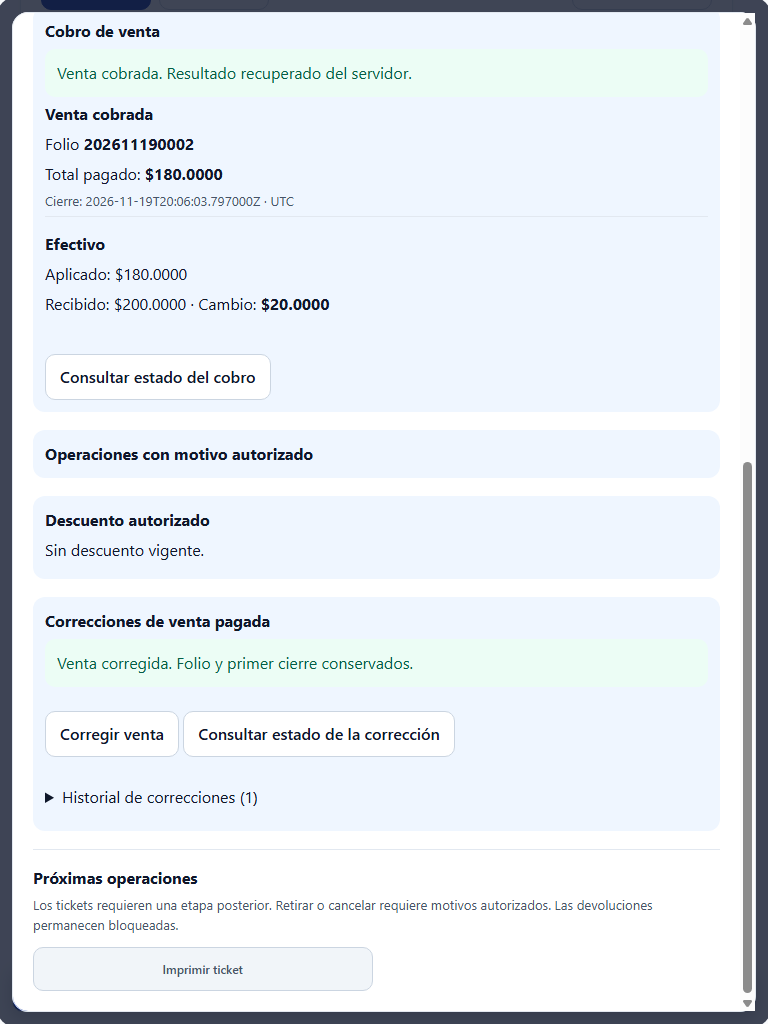 Cobro de venta
Venta cobrada. Resultado recuperado del servidor.
Venta cobrada
Folio 202611190002
Total pagado: $180.0000
Cierre: 2026-11-19T20:06:03.797000Z · UTC
Efectivo
Aplicado: $180.0000
Recibido: $200.0000 · Cambio: $20.0000
Consultar estado del cobro
Operaciones con motivo autorizado
Descuento autorizado
Sin descuento vigente.
Correcciones de venta pagada
Venta corregida. Folio y primer cierre conservados.
Corregir venta Consultar estado de la corrección
Historial de correcciones (1)
Próximas operaciones
Los tickets requieren una etapa posterior. Retirar o cancelar requiere motivos autorizados. Las devoluciones
permanecen bloqueadas.
Imprimir ticket